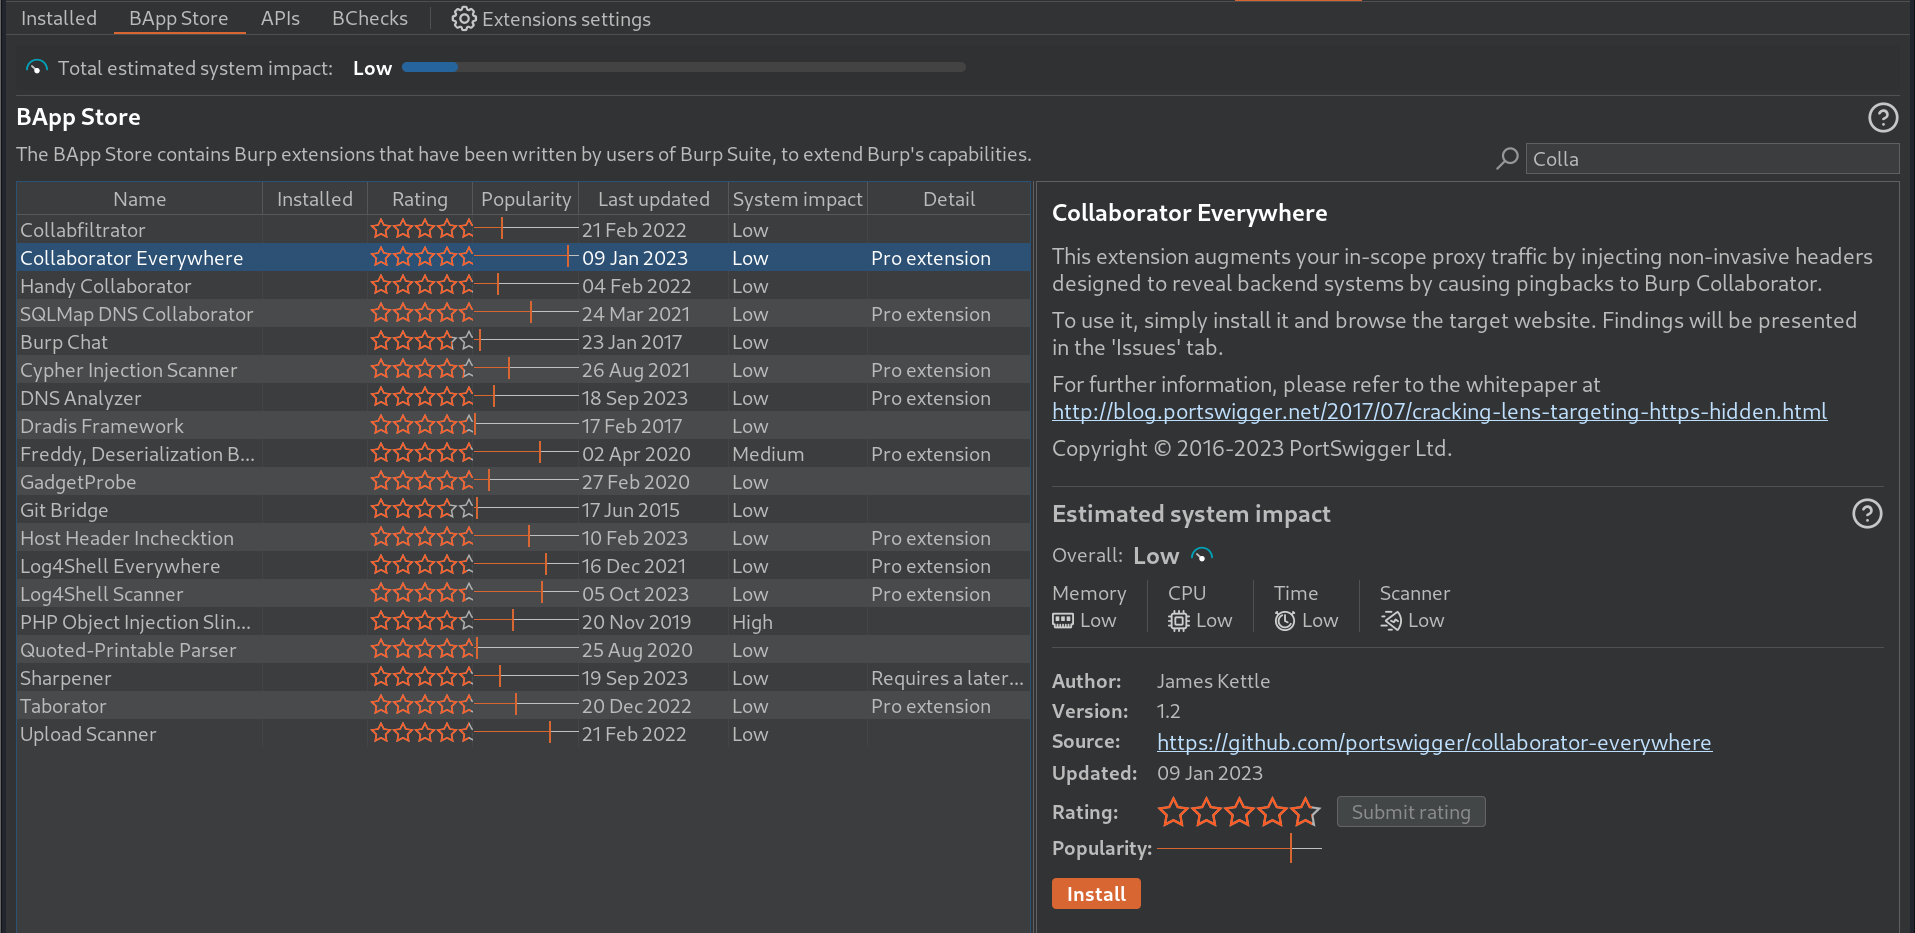 Installed BApp Store APIs BChecks Extensions settings
Total estimated system impact: Low
BApp Store
The BApp Store contains Burp extensions that have been written by users of Burp Suite, to extend Burp's capabilities.
Colla
Name Installed Rating Popularity Last updated System impact Detail
Collabfiltrator 21 Feb 2022 Low
Collaborator Everywhere 09 Jan 2023 Low Pro extension
Handy Collaborator 04 Feb 2022 Low
SQLMap DNS Collaborator 24 Mar 2021 Low Pro extension
Burp Chat 23 Jan 2017 Low
Cypher Injection Scanner 26 Aug 2021 Low Pro extension
DNS Analyzer 18 Sep 2023 Low Pro extension
Dradis Framework 17 Feb 2017 Low
Freddy, Deserialization B... 02 Apr 2020 Medium Pro extension
GadgetProbe 27 Feb 2020 Low
Git Bridge 17 Jun 2015 Low
Host Header Inchecktion 10 Feb 2023 Low Pro extension
Log4Shell Everywhere 16 Dec 2021 Low Pro extension
Log4Shell Scanner 05 Oct 2023 Low Pro extension
PHP Object Injection Slin... 20 Nov 2019 High
Quoted-Printable Parser 25 Aug 2020 Low
Sharpener 19 Sep 2023 Low Requires a later...
Taborator 20 Dec 2022 Low Pro extension
Upload Scanner 21 Feb 2022 Low
Collaborator Everywhere
This extension augments your in-scope proxy traffic by injecting non-invasive headers
designed to reveal backend systems by causing pingbacks to Burp Collaborator.
To use it, simply install it and browse the target website. Findings will be presented
in the 'Issues' tab.
For further information, please refer to the whitepaper at
http://blog.portswigger.net/2017/07/cracking-lens-targeting-https-hidden.html
Copyright © 2016-2023 PortSwigger Ltd.
Estimated system impact
Overall: Low
Memory CPU Time Scanner
Low Low Low Low
Author: James Kettle
Version: 1.2
Source: https://github.com/portswigger/collaborator-everywhere
Updated: 09 Jan 2023
Rating: Submit rating
Popularity:
Install